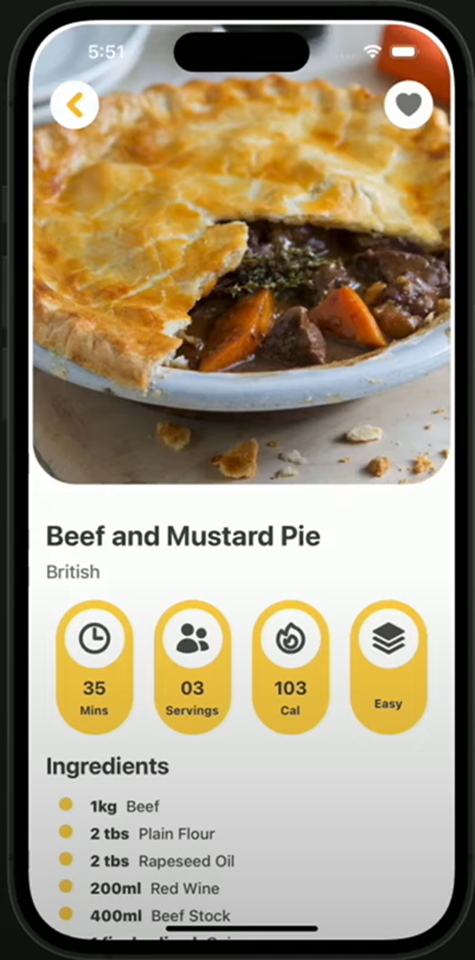 5:51
Beef and Mustard Pie
British
35 03 103
Mins Servings Cal Easy
Ingredients
1kg Beef
2 tbs Plain Flour
2 tbs Rapeseed Oil
200ml Red Wine
400ml Beef Stock